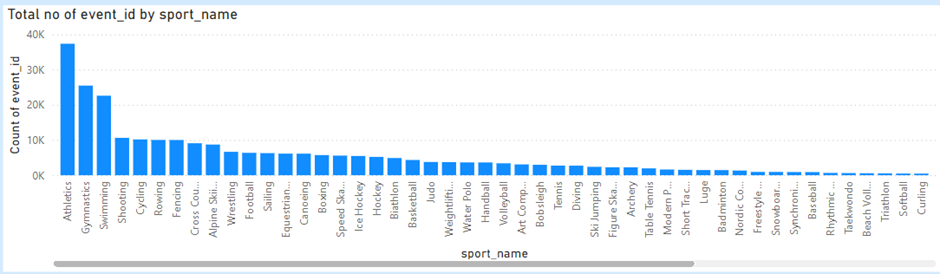 Total no of event_id by sport_name
40K
30K
20K
10K
0K
Count of event_id
Athletics
Gymnastics
Swimming
Shooting
Cycling
Rowing
Fencing
Cross Cou...
Alpine Skii...
Wrestling
Football
Sailing
Equestrian...
Canoeing
Boxing
Speed Ska...
Ice Hockey
Hockey
Biathlon
Basketball
Judo
Weightlifti...
Water Polo
Handball
Volleyball
Art Comp...
Bobsleigh
Tennis
Diving
Ski Jumping
Figure Ska...
Archery
Table Tennis
Modern P...
Short Trac...
Luge
Badminton
Nordic Co...
Freestyle ...
Snowboar...
Synchroni...
Baseball
Rhythmic ...
Taekwondo
Beach Voll...
Triathlon
Softball
Curling
sport_name